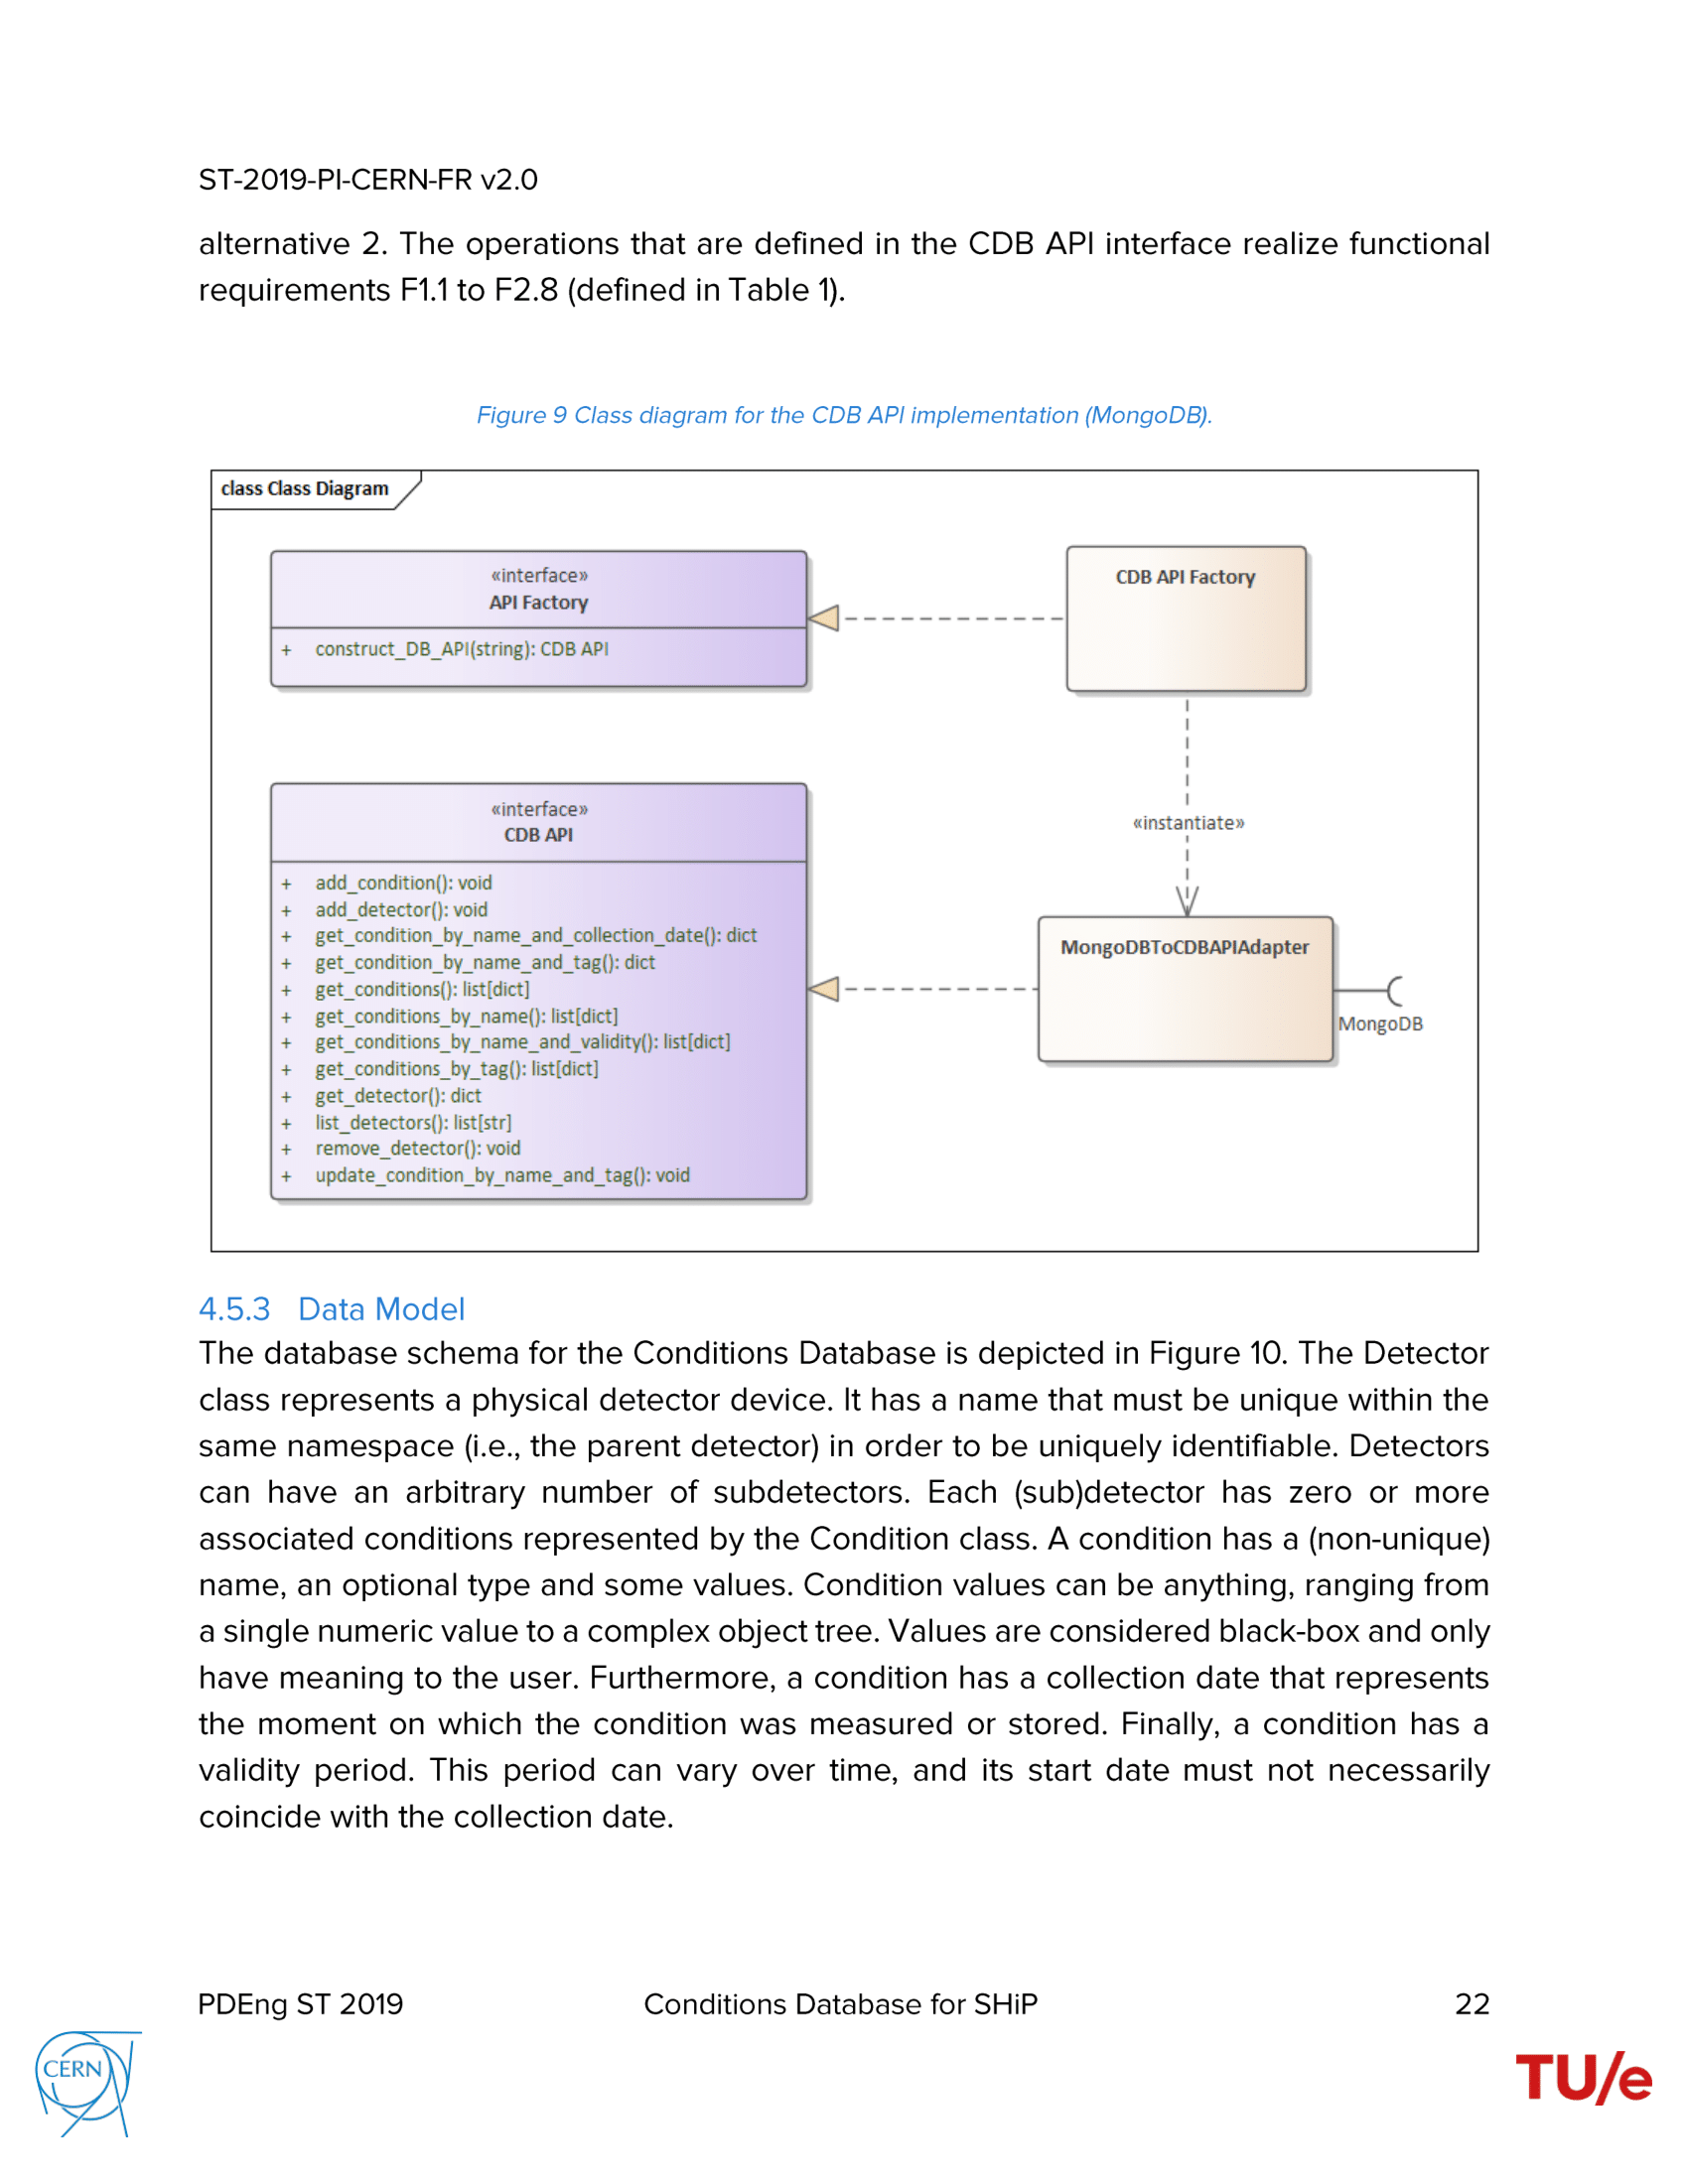 ST-2019-PI-CERN-FR v2.0
alternative 2. The operations that are defined in the CDB API interface realize functional
requirements F1.1 to F2.8 (defined in Table 1).
Figure 9 Class diagram for the CDB API implementation (MongoDB).
class Class Diagram
«interface»
API Factory
+ construct_DB_API(string): CDB API
CDB API Factory
«instantiate»
«interface»
CDB API
+ add_condition(): void
+ add_detector(): void
+ get_condition_by_name_and_collection_date(): dict
+ get_condition_by_name_and_tag(): dict
+ get_conditions(): list[dict]
+ get_conditions_by_name(): list[dict]
+ get_conditions_by_name_and_validity(): list[dict]
+ get_conditions_by_tag(): list[dict]
+ get_detector(): dict
+ list_detectors(): list[str]
+ remove_detector(): void
+ update_condition_by_name_and_tag(): void
MongoDBToCDBAPIAdapter
MongoDB
4.5.3 Data Model
The database schema for the Conditions Database is depicted in Figure 10. The Detector
class represents a physical detector device. It has a name that must be unique within the
same namespace (i.e., the parent detector) in order to be uniquely identifiable. Detectors
can have an arbitrary number of subdetectors. Each (sub)detector has zero or more
associated conditions represented by the Condition class. A condition has a (non-unique)
name, an optional type and some values. Condition values can be anything, ranging from
a single numeric value to a complex object tree. Values are considered black-box and only
have meaning to the user. Furthermore, a condition has a collection date that represents
the moment on which the condition was measured or stored. Finally, a condition has a
validity period. This period can vary over time, and its start date must not necessarily
coincide with the collection date.
PDEng ST 2019 Conditions Database for SHiP 22
CERN
TU/e